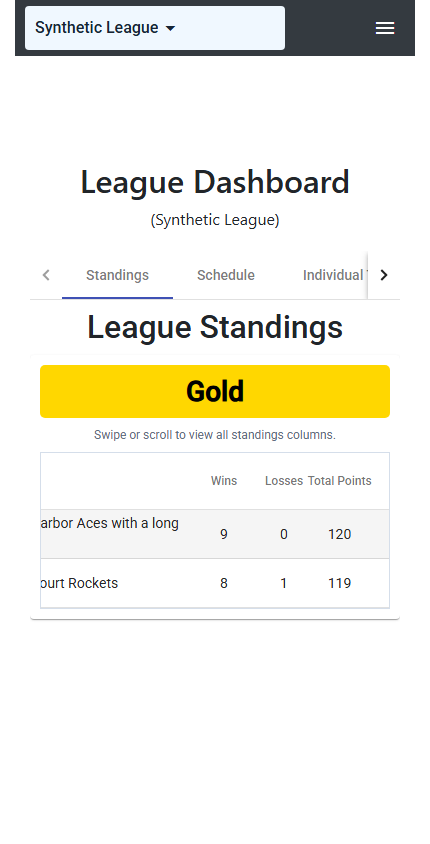 Synthetic League
League Dashboard
(Synthetic League)
Standings Schedule Individual
League Standings
Gold
Swipe or scroll to view all standings columns.
Wins Losses Total Points
arbor Aces with a long
9 0 120
ourt Rockets 8 1 119